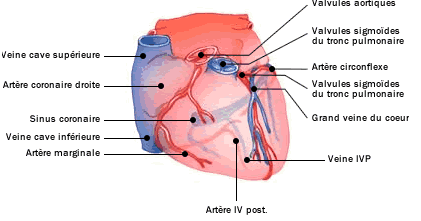 Valvules aortiques
Valvules sigmoïdes
du tronc pulmonaire
Veine cave supérieure
Artère circonflexe
Artère coronaire droite
Valvules sigmoïdes
du tronc pulmonaire
Sinus coronaire
Grand veine du coeur
Veine cave inférieure
Artère marginale
Veine IVP
Artère IV post.